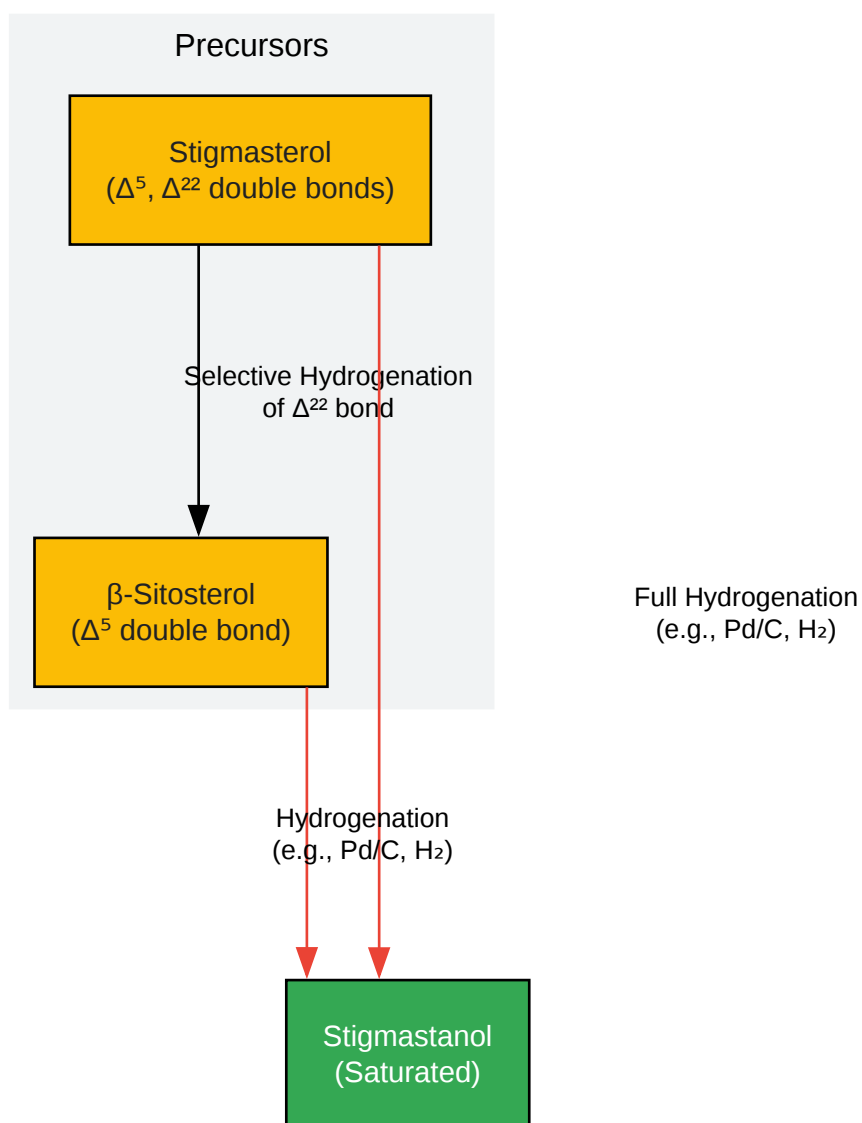 Precursors
Stigmasterol
(Δ⁵, Δ²² double bonds)
Selective Hydrogenation
of Δ²² bond
β-Sitosterol
(Δ⁵ double bond)
Full Hydrogenation
(e.g., Pd/C, H₂)
Hydrogenation
(e.g., Pd/C, H₂)
Stigmastanol
(Saturated)